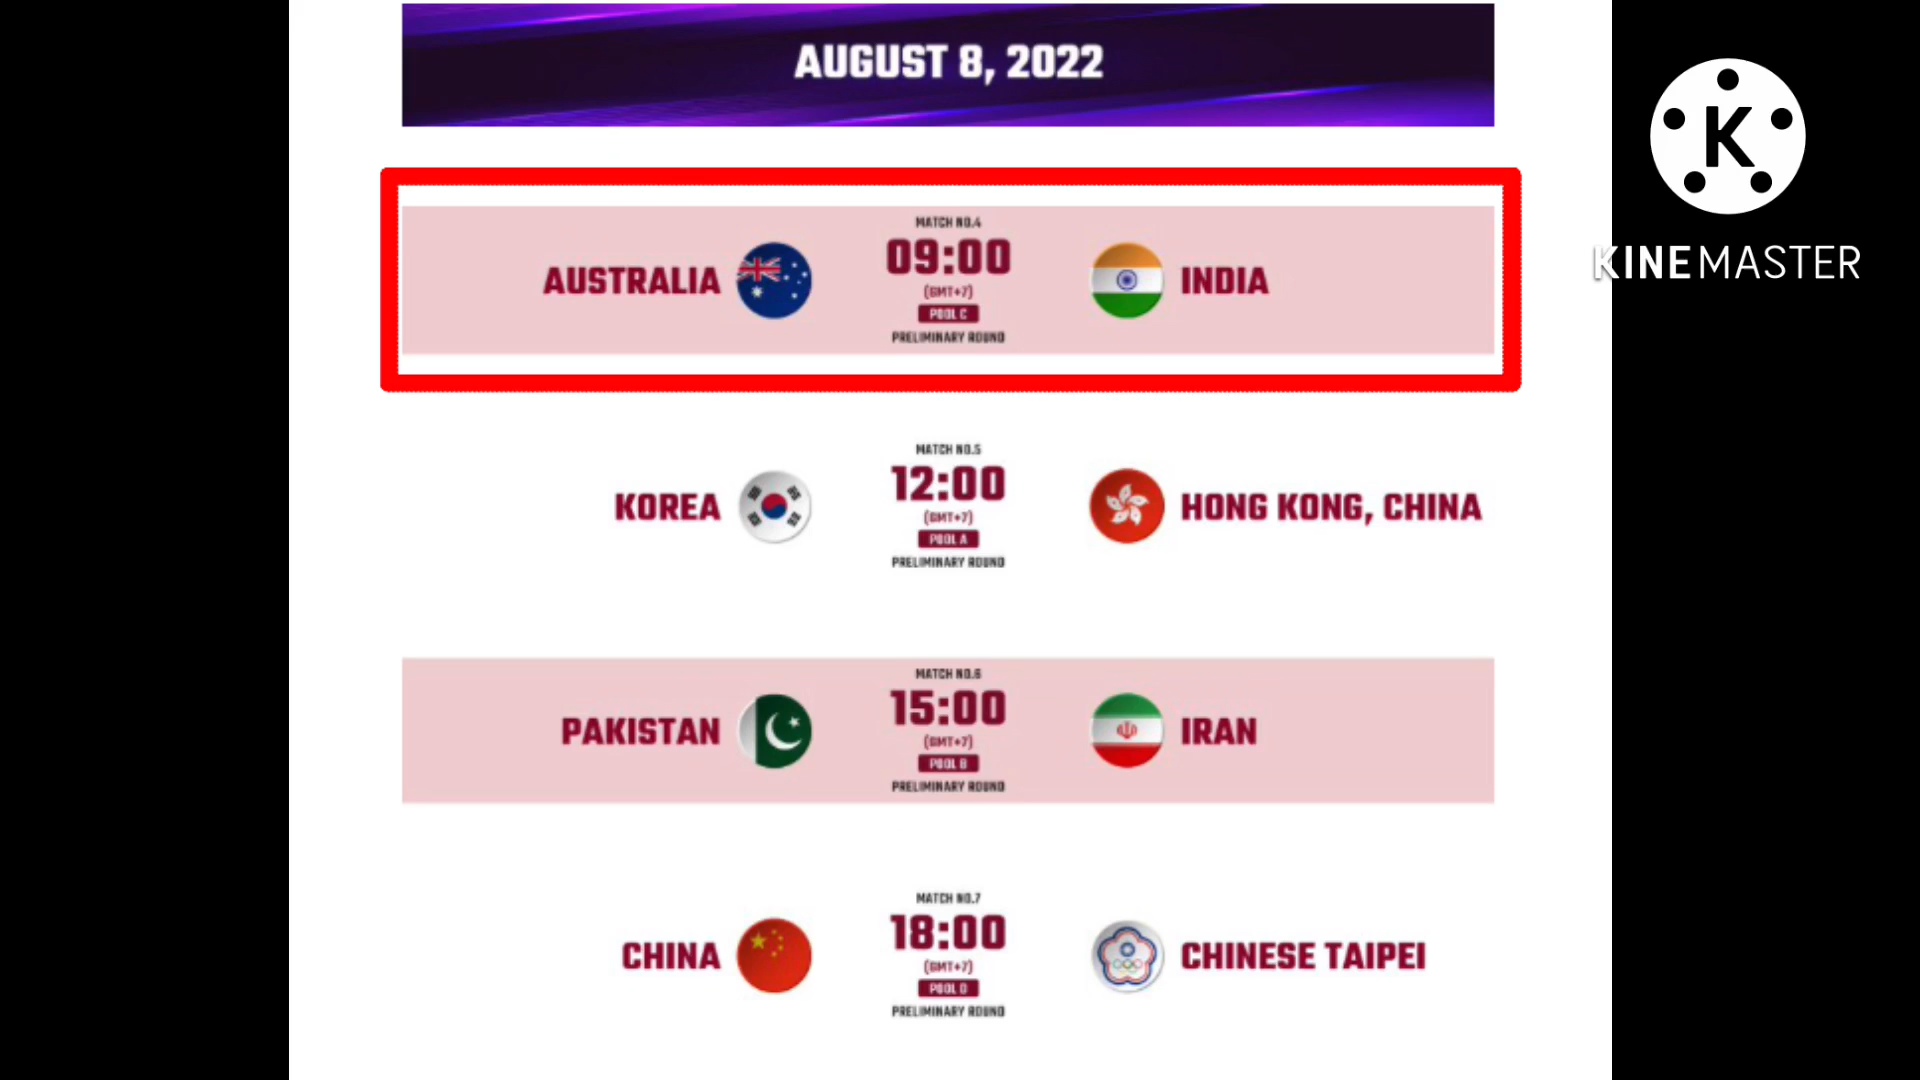 AUGUST 8, 2022
MATCH NO.4
AUSTRALIA 09:00 INDIA
(GMT+7)
POOL C
PRELIMINARY ROUND
MATCH NO.5
KOREA 12:00 HONG KONG, CHINA
(GMT+7)
POOL A
PRELIMINARY ROUND
MATCH NO.6
PAKISTAN 15:00 IRAN
(GMT+7)
POOL B
PRELIMINARY ROUND
MATCH NO.7
CHINA 18:00 CHINESE TAIPEI
(GMT+7)
POOL D
PRELIMINARY ROUND
K
KINEMASTER